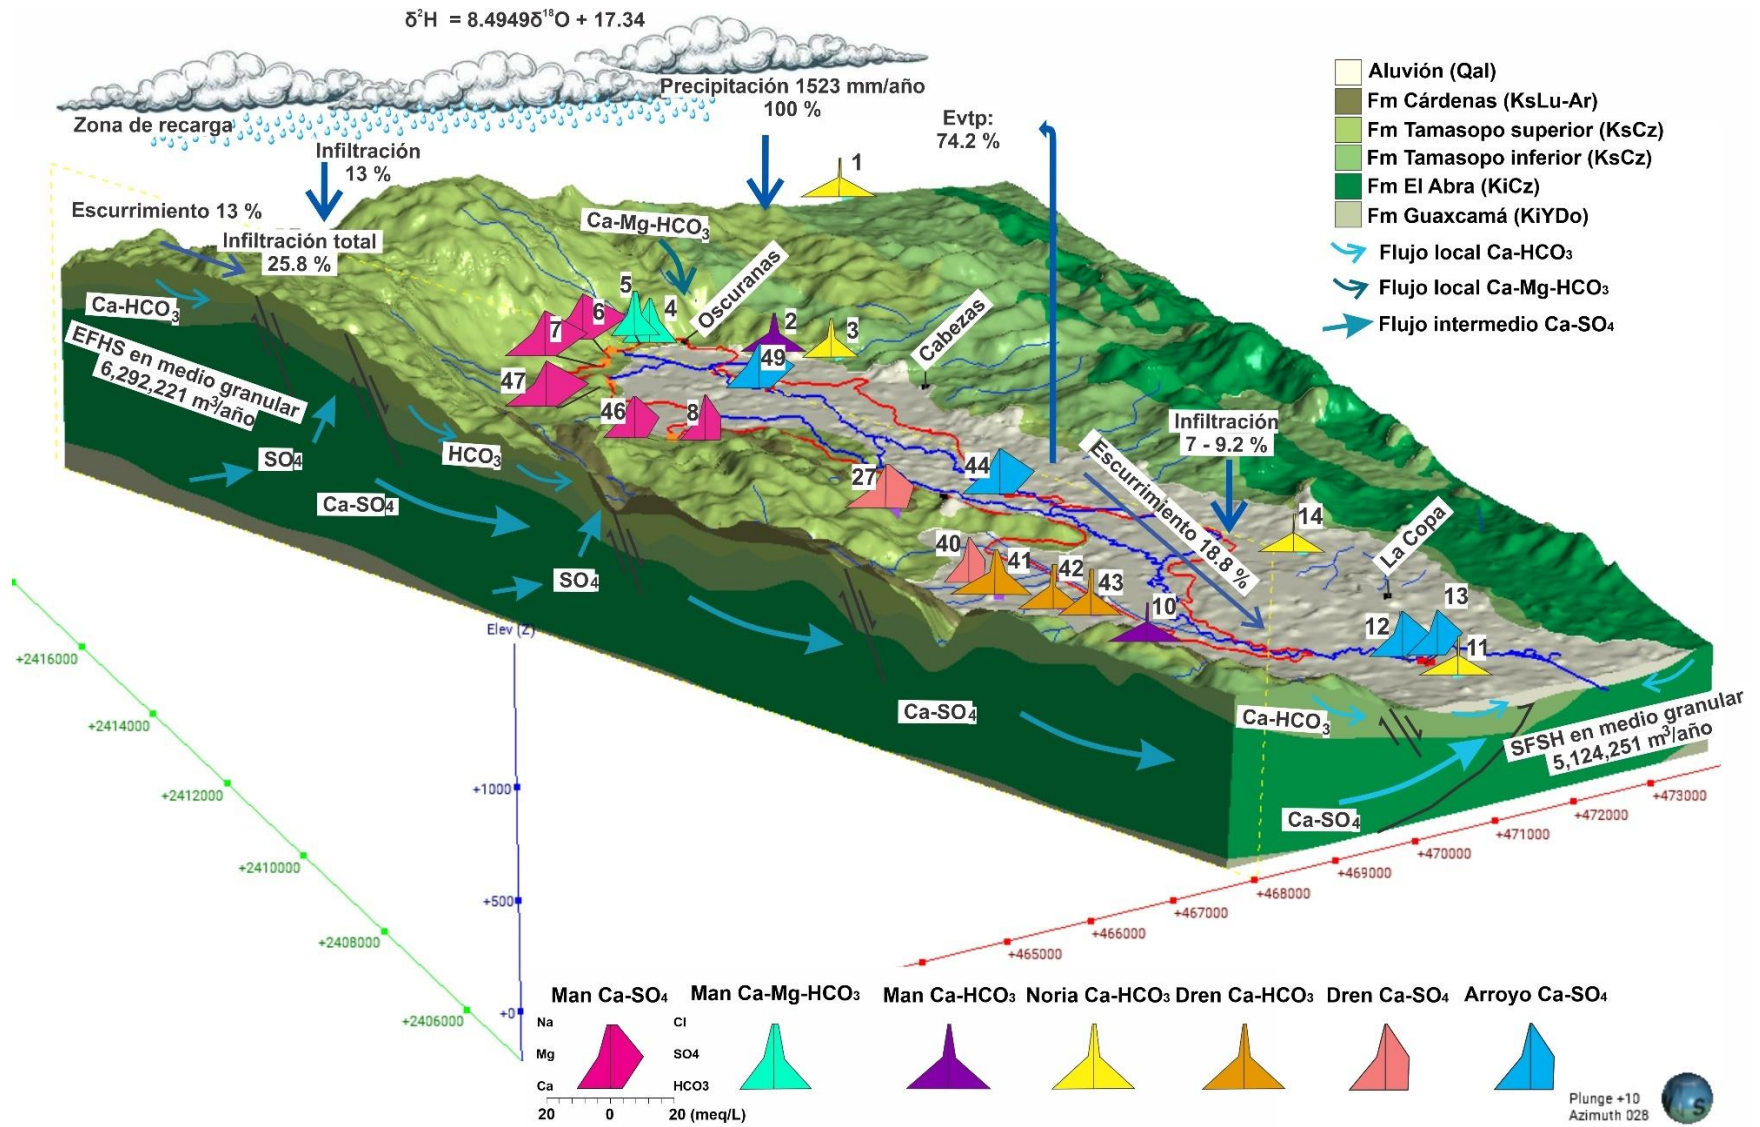 δ²H = 8.4949δ¹⁸O + 17.34
Precipitación 1523 mm/año
100 %
Zona de recarga
Infiltración
13 %
Evtp:
74.2 %
Escurrimiento 13 %
Infiltración total
25.8 %
Ca-Mg-HCO₃
Oscuranas
Cabezas
La Copa
Aluvión (Qal)
Fm Cárdenas (KsLu-Ar)
Fm Tamasopo superior (KsCz)
Fm Tamasopo inferior (KsCz)
Fm El Abra (KiCz)
Fm Guaxcamá (KiYDo)
Flujo local Ca-HCO₃
Flujo local Ca-Mg-HCO₃
Flujo intermedio Ca-SO₄
1
5
4
6
7
2
3
49
47
46
8
27
44
14
40
41
42
43
10
13
12
11
Ca-HCO₃
EFHS en medio granular
6,292,221 m³/año
SO₄
HCO₃
Ca-SO₄
SO₄
Infiltración
7 - 9.2 %
Escurrimiento 18.8 %
Ca-SO₄
Ca-HCO₃
SFSH en medio granular
5,124,251 m³/año
Ca-SO₄
Elev (Z)
+1000
+500
+0
+2416000
+2414000
+2412000
+2410000
+2408000
+2406000
+465000
+466000
+467000
+468000
+469000
+470000
+471000
+472000
+473000
Man Ca-SO₄
Man Ca-Mg-HCO₃
Man Ca-HCO₃
Noria Ca-HCO₃
Dren Ca-HCO₃
Dren Ca-SO₄
Arroyo Ca-SO₄
Na
Cl
Mg
SO4
Ca
HCO3
20 0 20 (meq/L)
Plunge +10
Azimuth 028
S